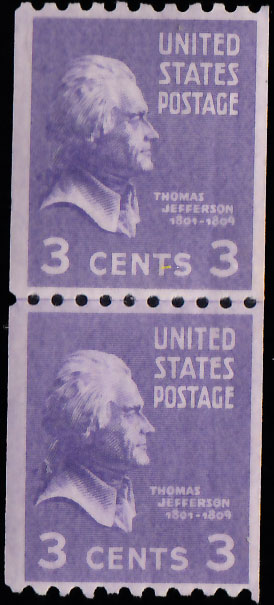 UNITED
STATES
POSTAGE
THOMAS
JEFFERSON
1801-1809
3 CENTS 3
UNITED
STATES
POSTAGE
THOMAS
JEFFERSON
1801-1809
3 CENTS 3